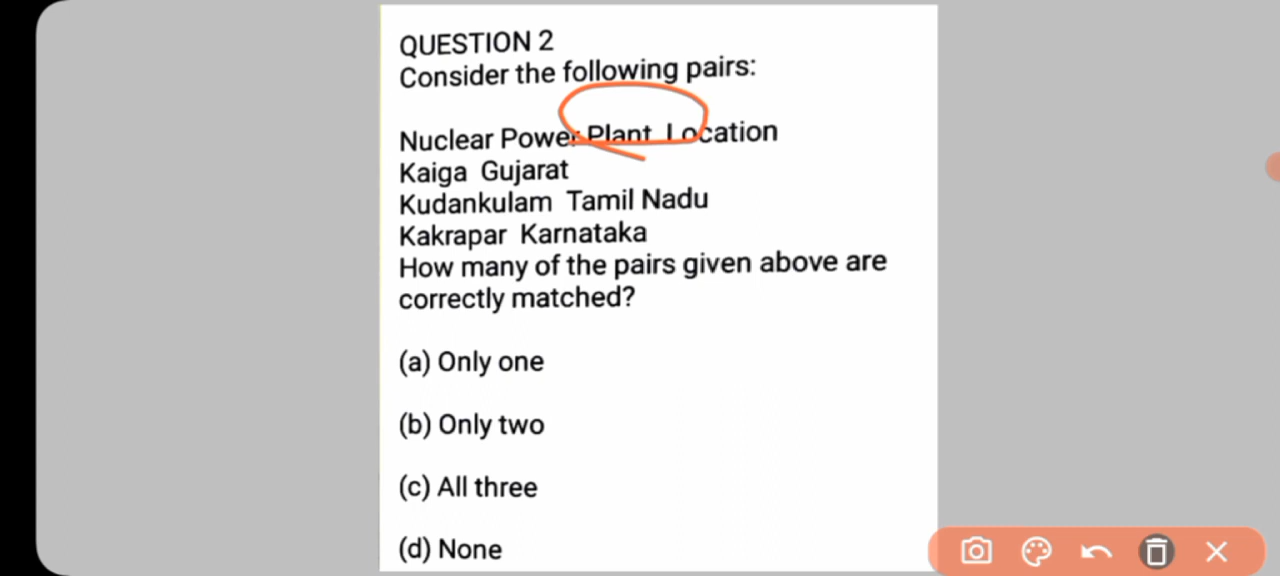 QUESTION 2
Consider the following pairs:
Nuclear Power Plant Location
Kaiga Gujarat
Kudankulam Tamil Nadu
Kakrapar Karnataka
How many of the pairs given above are
correctly matched?
(a) Only one
(b) Only two
(c) All three
(d) None